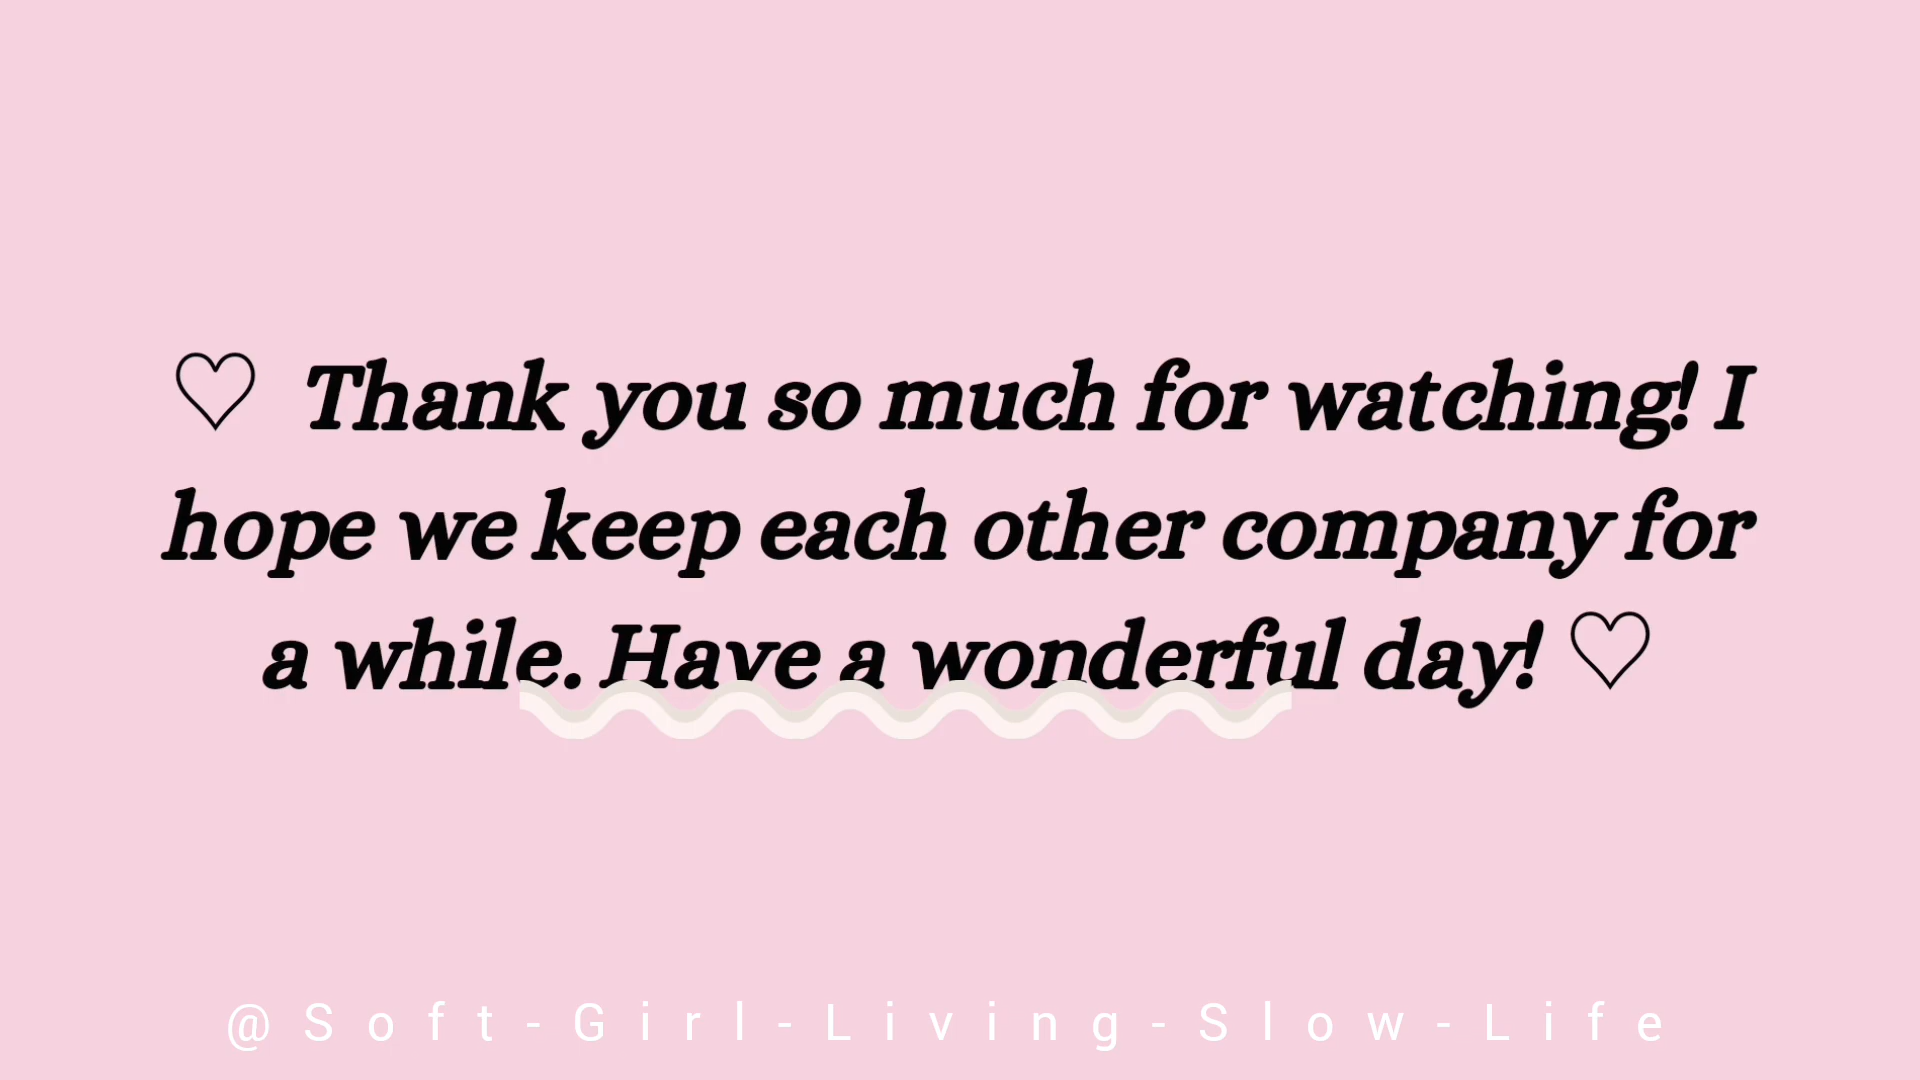 ♡ Thank you so much for watching! I
hope we keep each other company for
a while. Have a wonderful day! ♡
@Soft-Girl-Living-Slow-Life